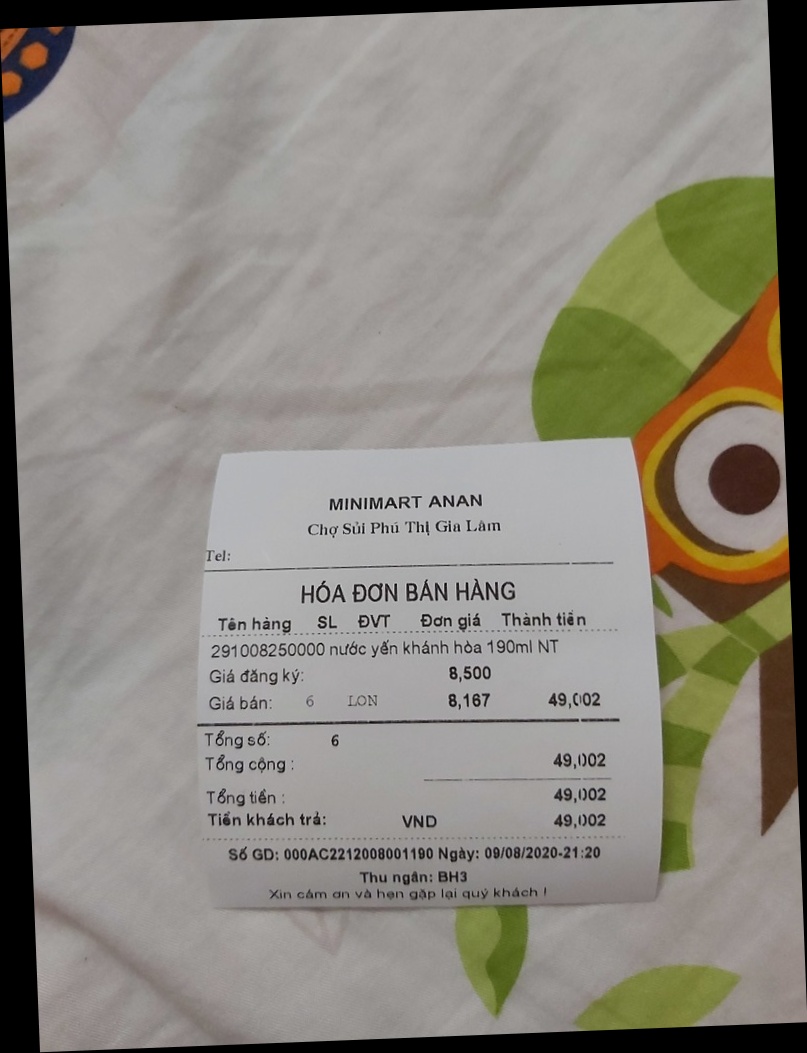 MINIMART ANAN
Chợ Sủi Phú Thị Gia Lâm
Tel:
HÓA ĐƠN BÁN HÀNG
Tên hàng SL ĐVT Đơn giá Thành tiền
291008250000 nước yến khánh hòa 190ml NT
Giá đăng ký: 8,500
Giá bán: 6 LON 8,167 49,002
Tổng số: 6
Tổng cộng : 49,002
Tổng tiền : 49,002
Tiền khách trả: VND 49,002
Số GD: 000AC2212008001190 Ngày: 09/08/2020-21:20
Thu ngân: BH3
Xin cảm ơn và hẹn gặp lại quý khách !